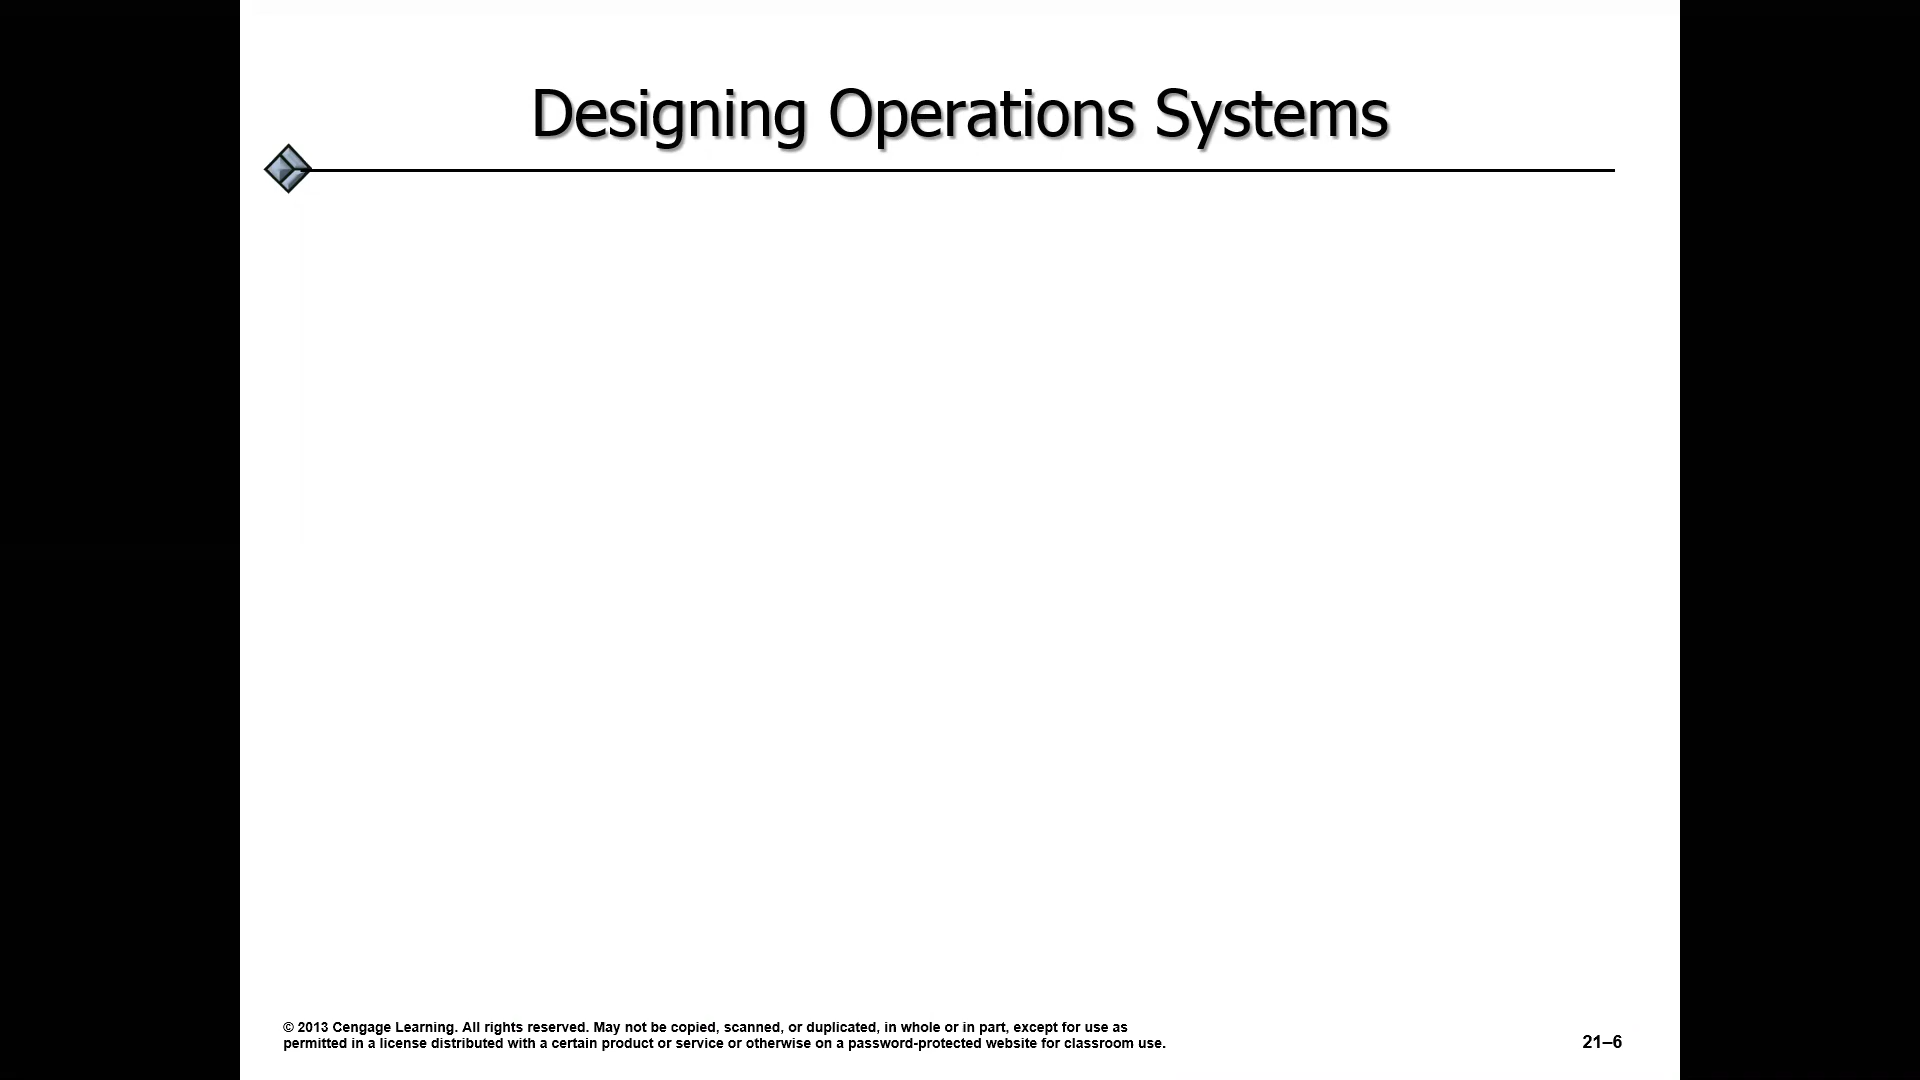 Designing Operations Systems
© 2013 Cengage Learning. All rights reserved. May not be copied, scanned, or duplicated, in whole or in part, except for use as
permitted in a license distributed with a certain product or service or otherwise on a password-protected website for classroom use.
21–6